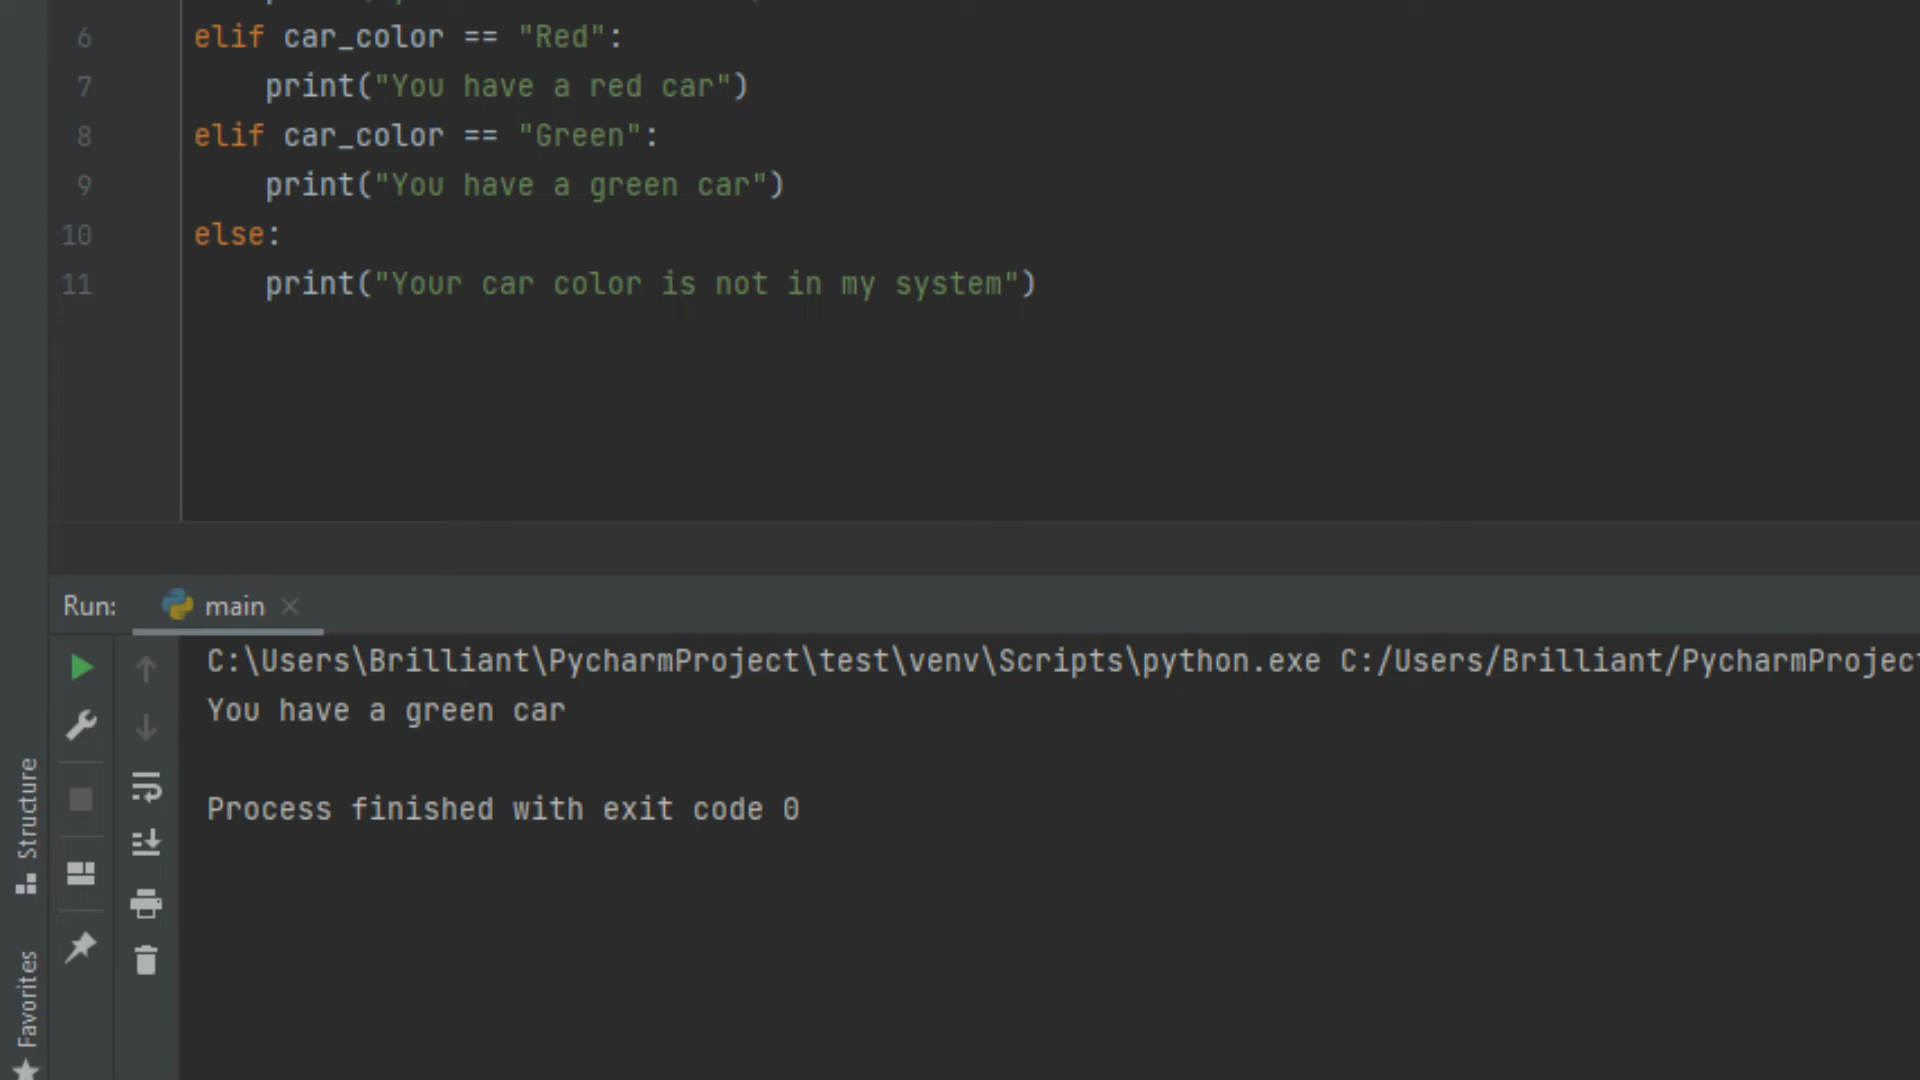 6 elif car_color == "Red":
7 print("You have a red car")
8 elif car_color == "Green":
9 print("You have a green car")
10 else:
11 print("Your car color is not in my system")
Run: main
C:\Users\Brilliant\PycharmProject\test\venv\Scripts\python.exe C:/Users/Brilliant/PycharmProject
You have a green car
Process finished with exit code 0
Structure
Favorites